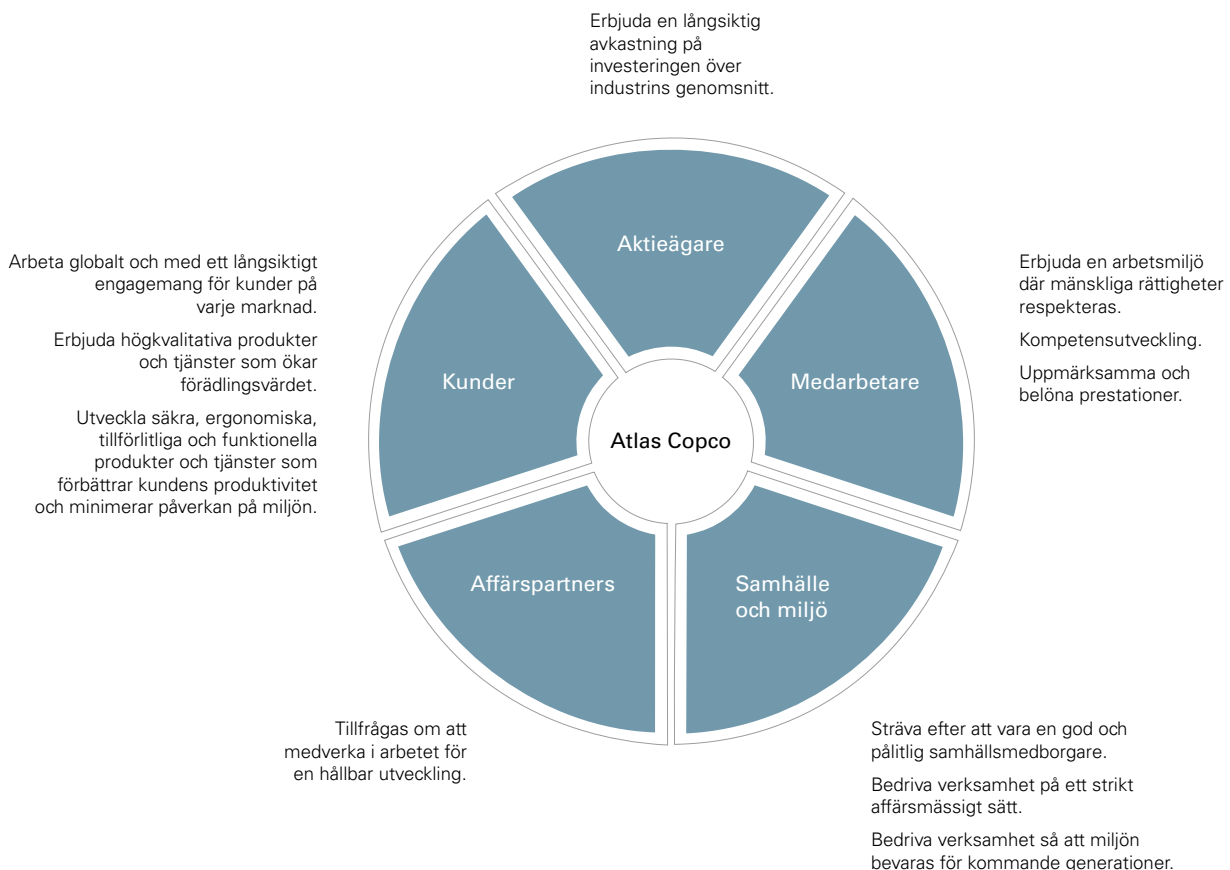 Erbjuda en långsiktig
avkastning på
investeringen över
industrins genomsnitt.
Aktieägare
Arbeta globalt och med ett långsiktigt
engagemang för kunder på
varje marknad.
Erbjuda högkvalitativa produkter
och tjänster som ökar
förädlingsvärdet.
Utveckla säkra, ergonomiska,
tillförlitliga och funktionella
produkter och tjänster som
förbättrar kundens produktivitet
och minimerar påverkan på miljön.
Kunder
Atlas Copco
Medarbetare
Erbjuda en arbetsmiljö
där mänskliga rättigheter
respekteras.
Kompetensutveckling.
Uppmärksamma och
belöna prestationer.
Affärspartners
Samhälle
och miljö
Tillfrågas om att
medverka i arbetet för
en hållbar utveckling.
Sträva efter att vara en god och
pålitlig samhällsmedborgare.
Bedriva verksamhet på ett strikt
affärsmässigt sätt.
Bedriva verksamhet så att miljön
bevaras för kommande generationer.